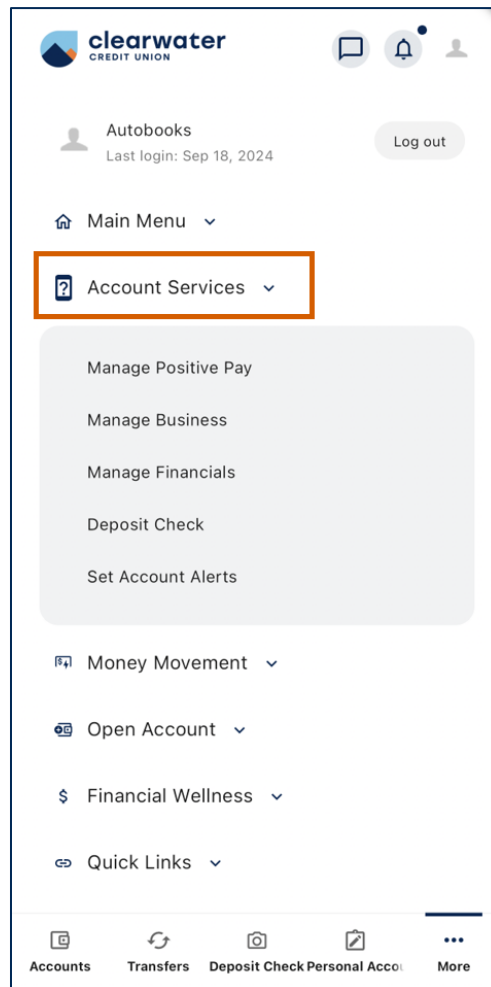 clearwater
CREDIT UNION
Autobooks
Last login: Sep 18, 2024
Log out
Main Menu
Account Services
Manage Positive Pay
Manage Business
Manage Financials
Deposit Check
Set Account Alerts
Money Movement
Open Account
Financial Wellness
Quick Links
Accounts Transfers Deposit Check Personal Accou More